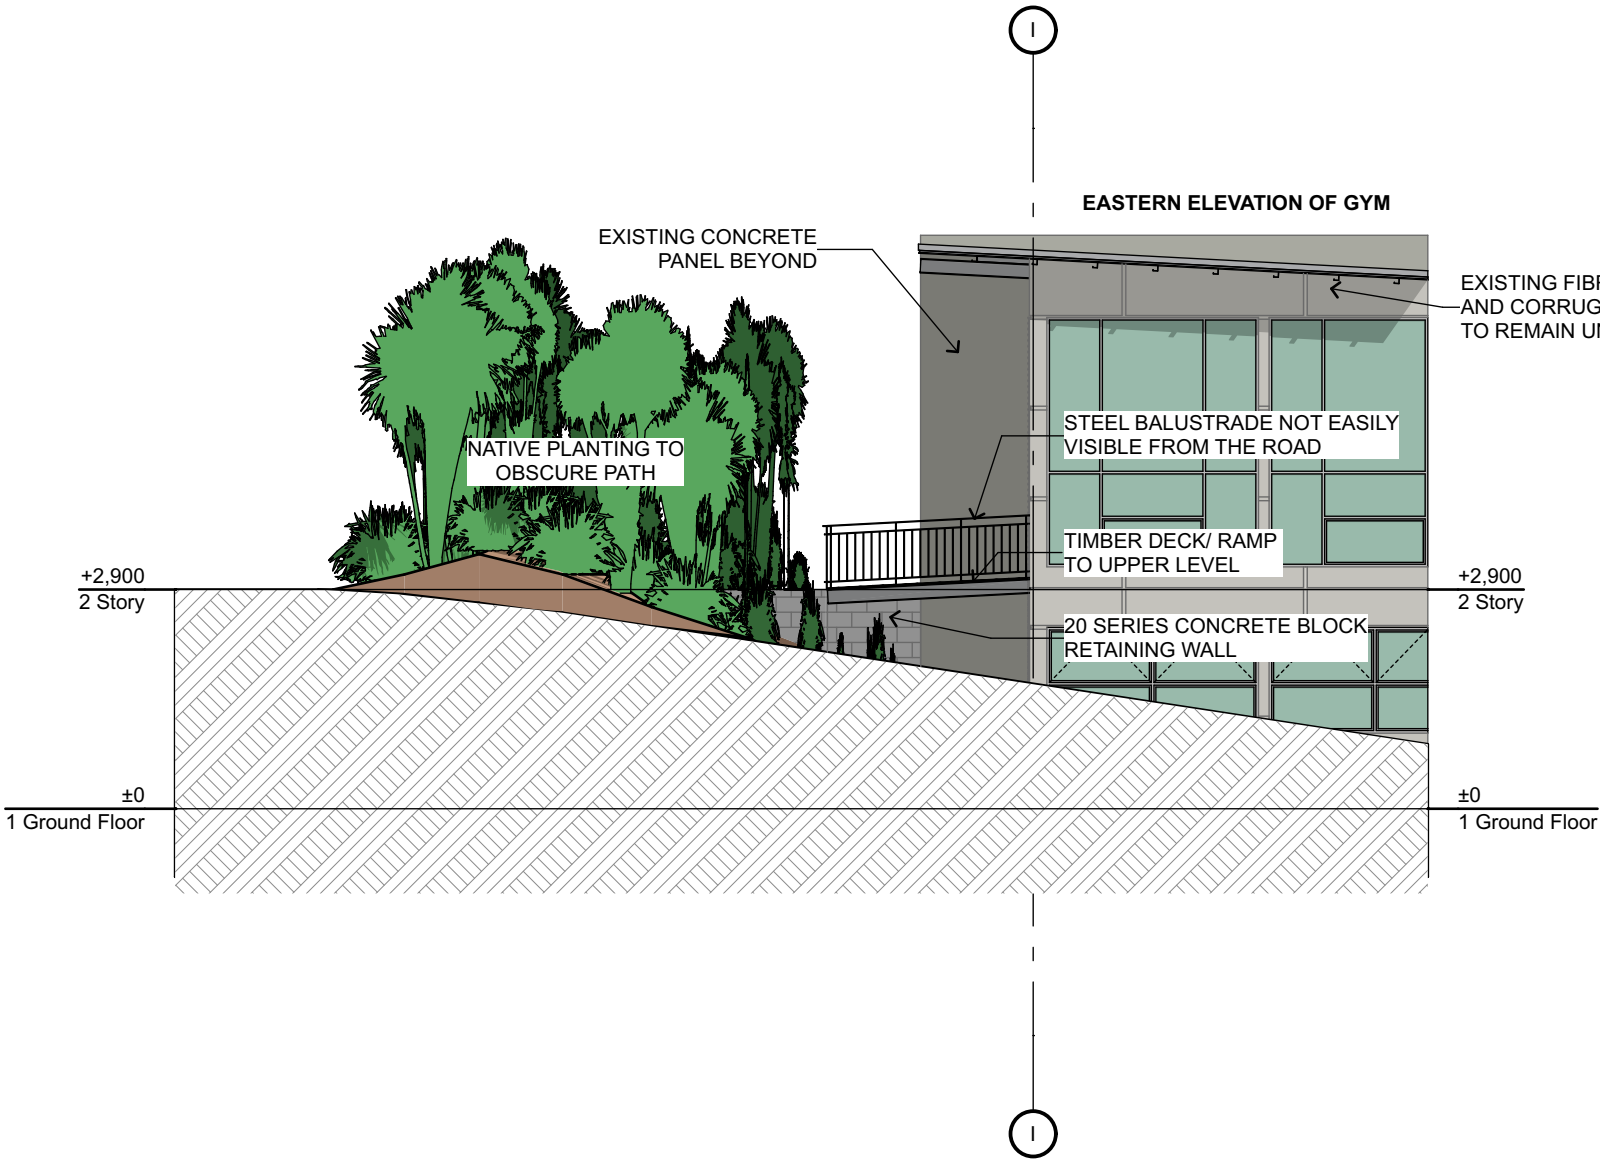 I
EASTERN ELEVATION OF GYM
EXISTING CONCRETE
PANEL BEYOND
EXISTING
AND
TO REMAIN
STEEL BALUSTRADE NOT EASILY
VISIBLE FROM THE ROAD
NATIVE PLANTING TO
OBSCURE PATH
TIMBER DECK/ RAMP
TO UPPER LEVEL
+2,900
2 Story
+2,900
2 Story
20 SERIES CONCRETE BLOCK
RETAINING WALL
±0
1 Ground Floor
±0
1 Ground Floor
I